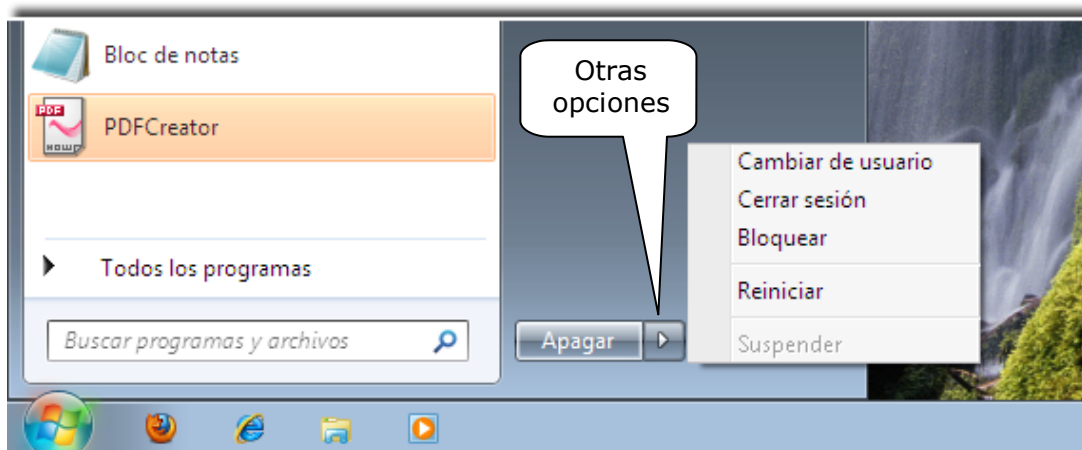 Bloc de notas
PDF
PDFCreator
Todos los programas
Buscar programas y archivos
Otras
opciones
Apagar
Cambiar de usuario
Cerrar sesión
Bloquear
Reiniciar
Suspender